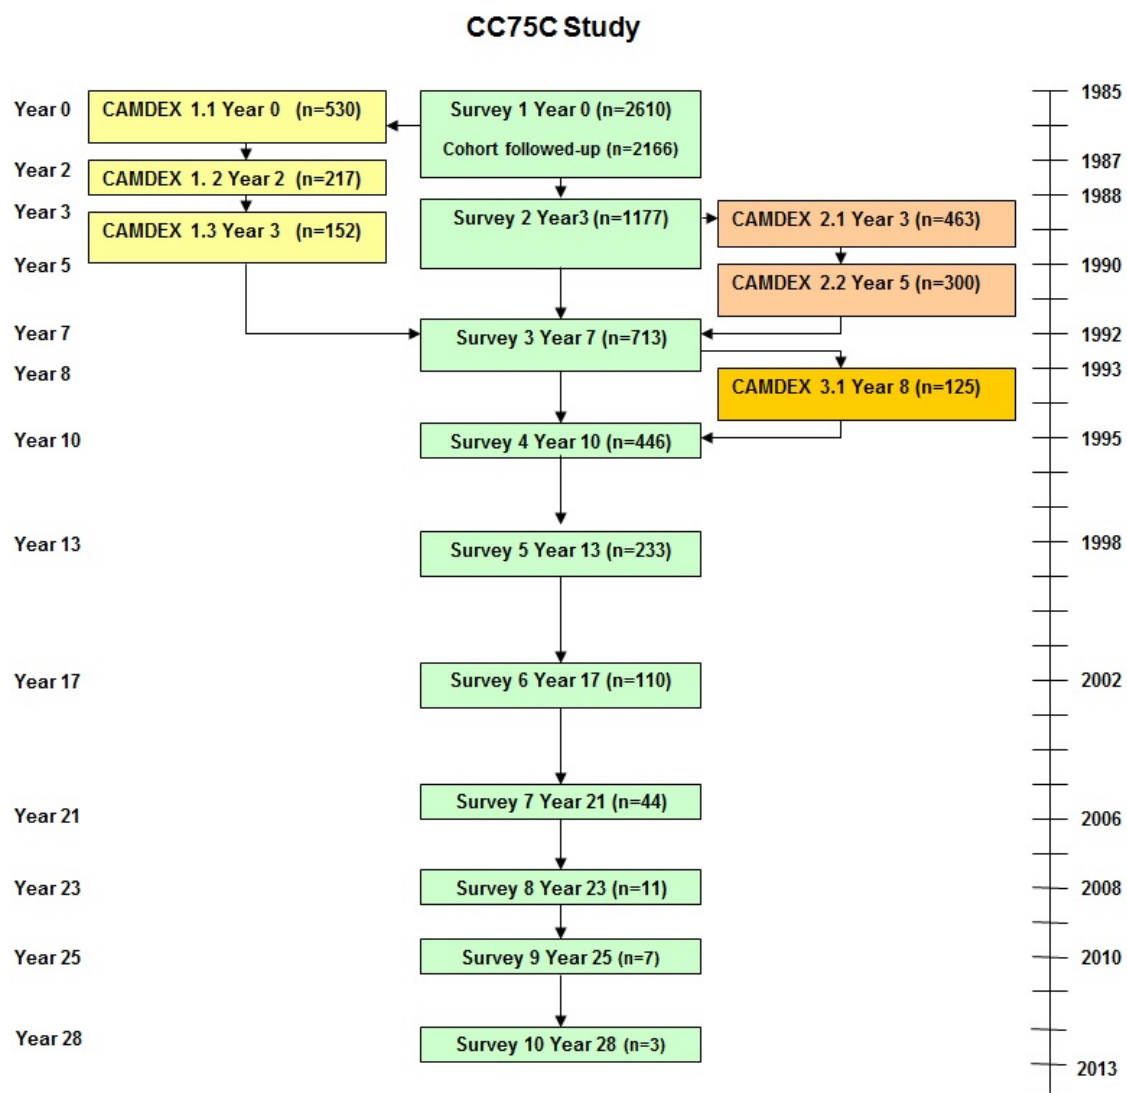 CC75C Study
Year 0
CAMDEX 1.1 Year 0 (n=530)
Survey 1 Year 0 (n=2610)
Cohort followed-up (n=2166)
1985
Year 2
CAMDEX 1. 2 Year 2 (n=217)
1987
Year 3
CAMDEX 1.3 Year 3 (n=152)
Survey 2 Year3 (n=1177)
CAMDEX 2.1 Year 3 (n=463)
1988
Year 5
CAMDEX 2.2 Year 5 (n=300)
1990
Year 7
Survey 3 Year 7 (n=713)
1992
Year 8
CAMDEX 3.1 Year 8 (n=125)
1993
Year 10
Survey 4 Year 10 (n=446)
1995
Year 13
Survey 5 Year 13 (n=233)
1998
Year 17
Survey 6 Year 17 (n=110)
2002
Year 21
Survey 7 Year 21 (n=44)
2006
Year 23
Survey 8 Year 23 (n=11)
2008
Year 25
Survey 9 Year 25 (n=7)
2010
Year 28
Survey 10 Year 28 (n=3)
2013